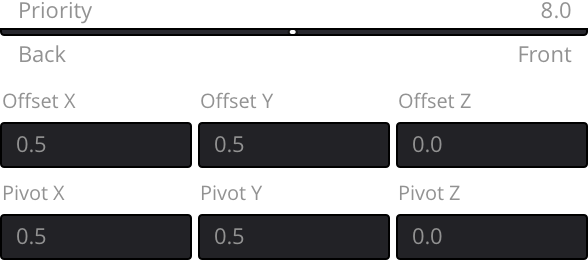 Priority 8.0
Back Front
Offset X Offset Y Offset Z
0.5 0.5 0.0
Pivot X Pivot Y Pivot Z
0.5 0.5 0.0